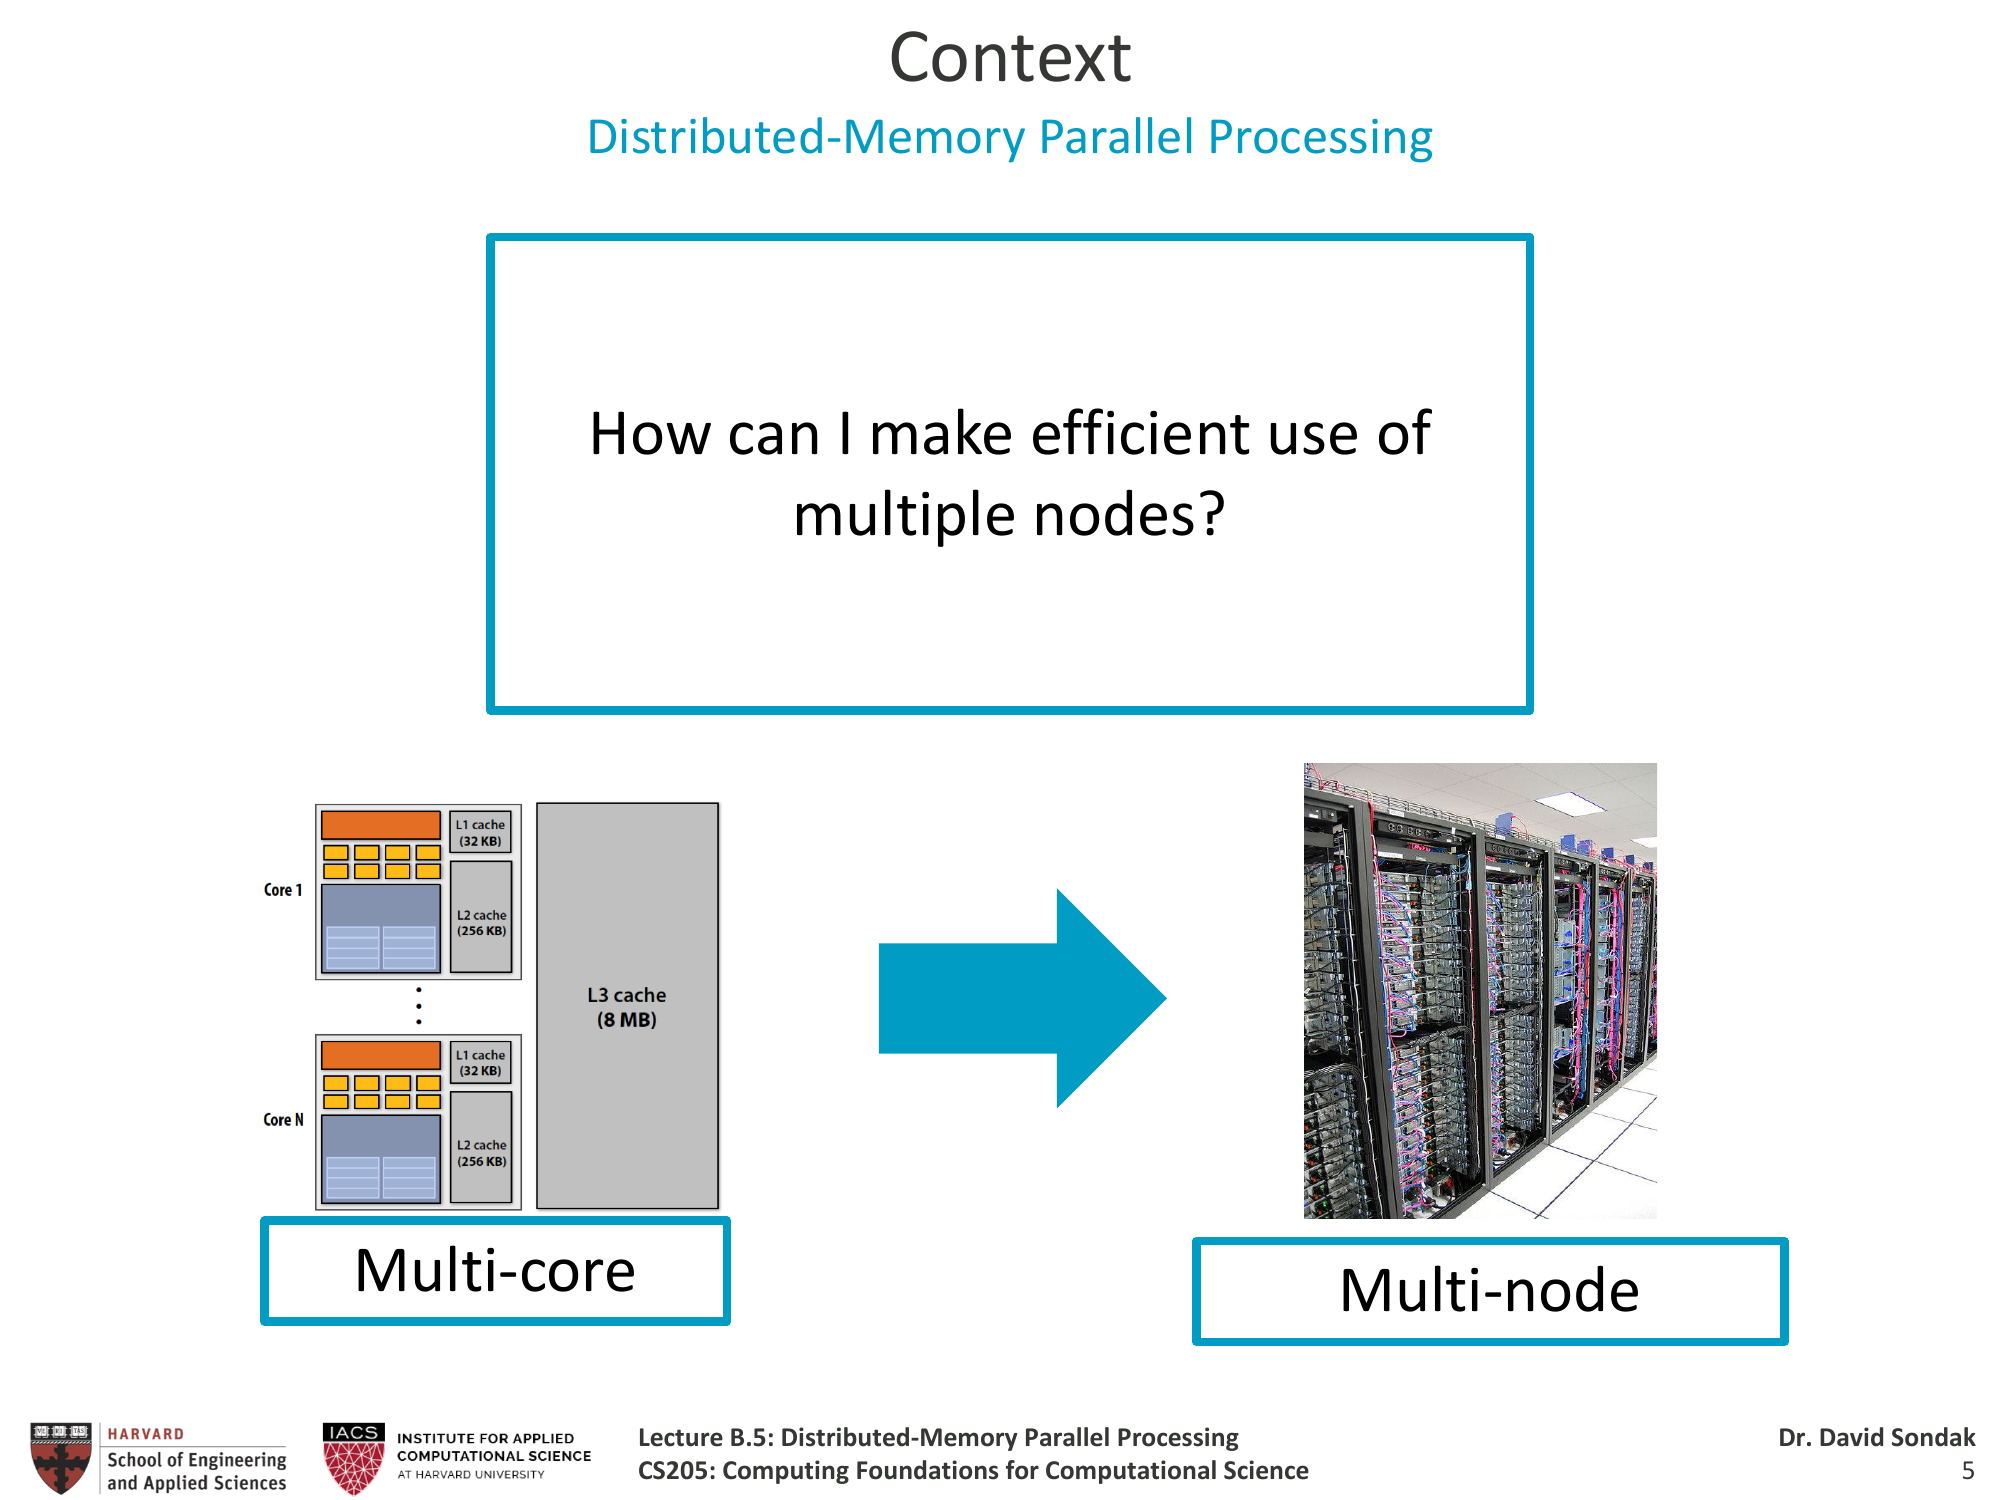 Context
Distributed-Memory Parallel Processing
How can I make efficient use of
multiple nodes?
Core 1
L1 cache
(32 KB)
L2 cache
(256 KB)
Core N
L1 cache
(32 KB)
L2 cache
(256 KB)
L3 cache
(8 MB)
Multi-core
Multi-node
HARVARD
School of Engineering
and Applied Sciences
IACS
INSTITUTE FOR APPLIED
COMPUTATIONAL SCIENCE
AT HARVARD UNIVERSITY
Lecture B.5: Distributed-Memory Parallel Processing
CS205: Computing Foundations for Computational Science
Dr. David Sondak
5